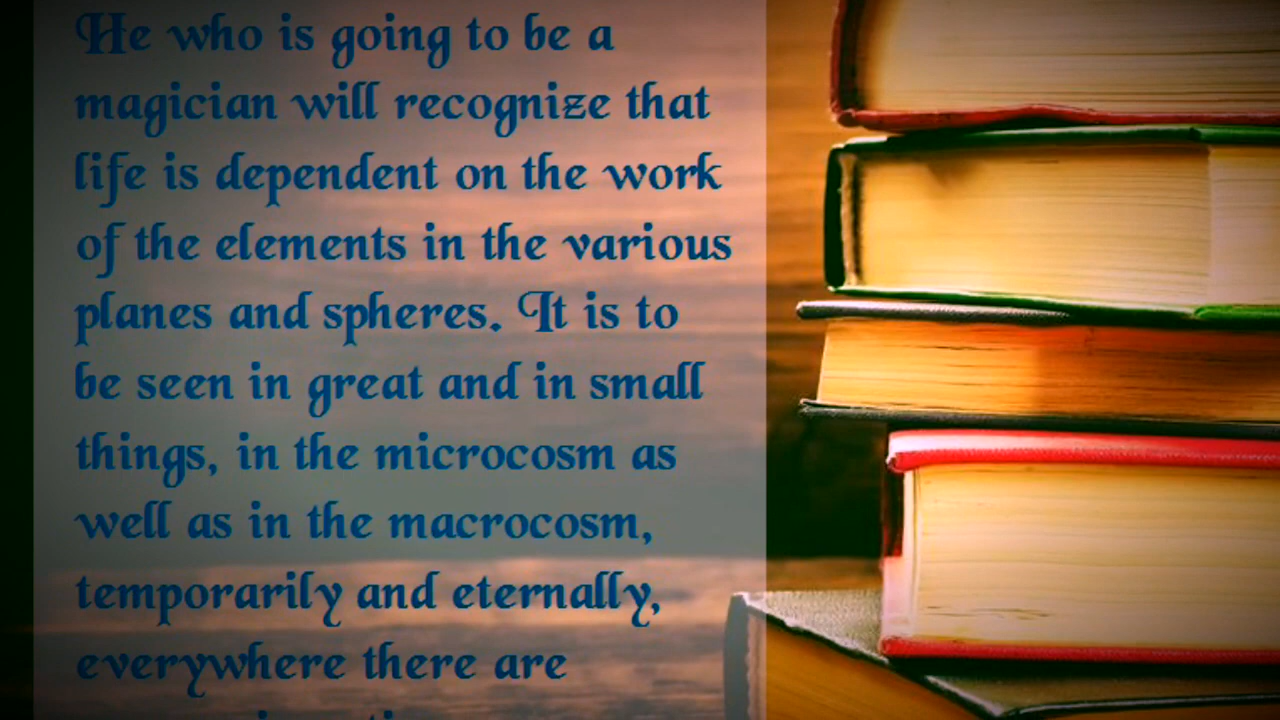 He who is going to be a
magician will recognize that
life is dependent on the work
of the elements in the various
planes and spheres. It is to
be seen in great and in small
things, in the microcosm as
well as in the macrocosm,
temporarily and eternally,
everywhere there are